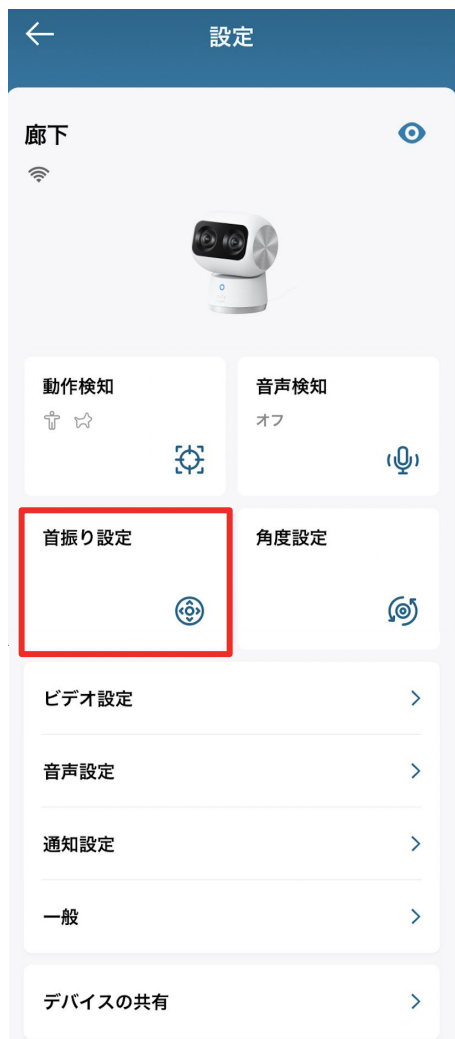 設定
廊下
動作検知
音声検知
オフ
首振り設定
角度設定
ビデオ設定
音声設定
通知設定
一般
デバイスの共有